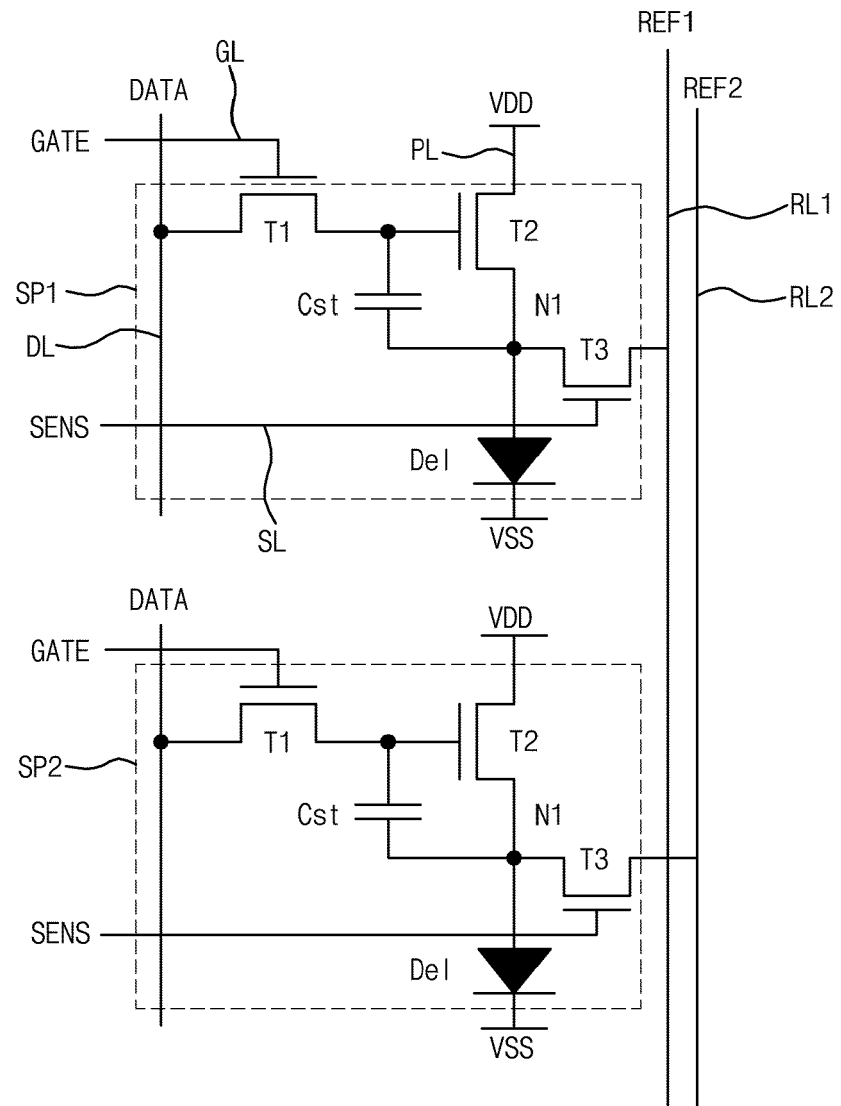 REF1
GL
DATA
REF2
VDD
GATE
PL
RL1
T1
T2
SP1
Cst
N1
RL2
DL
T3
SENS
Del
SL
VSS
DATA
VDD
GATE
T1
T2
SP2
Cst
N1
T3
SENS
Del
VSS